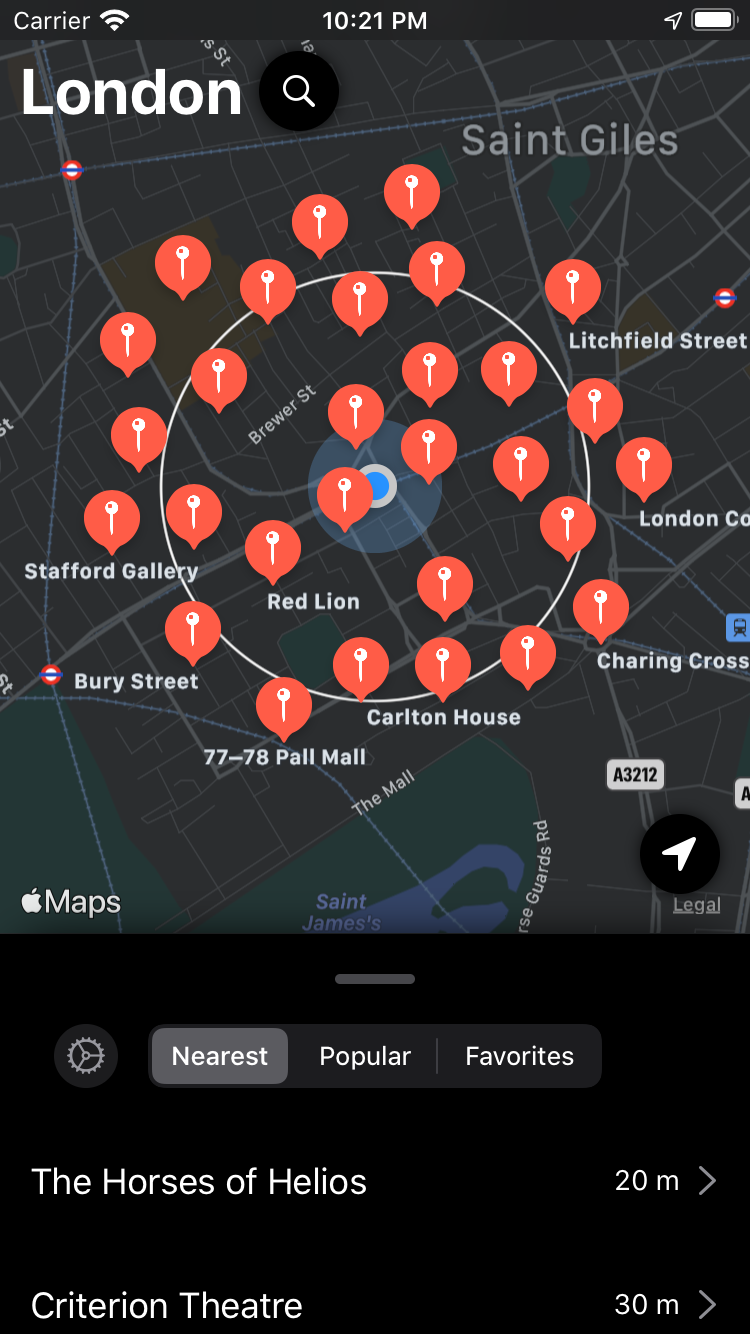 Carrier 10:21 PM
London
Saint Giles
Litchfield Street
Brewer St
London Co
Stafford Gallery
Red Lion
Charing Cross
Bury Street
Carlton House
77–78 Pall Mall
A3212
The Mall
rse Guards Rd
Maps
Saint
James's
Legal
Nearest Popular Favorites
The Horses of Helios 20 m
Criterion Theatre 30 m